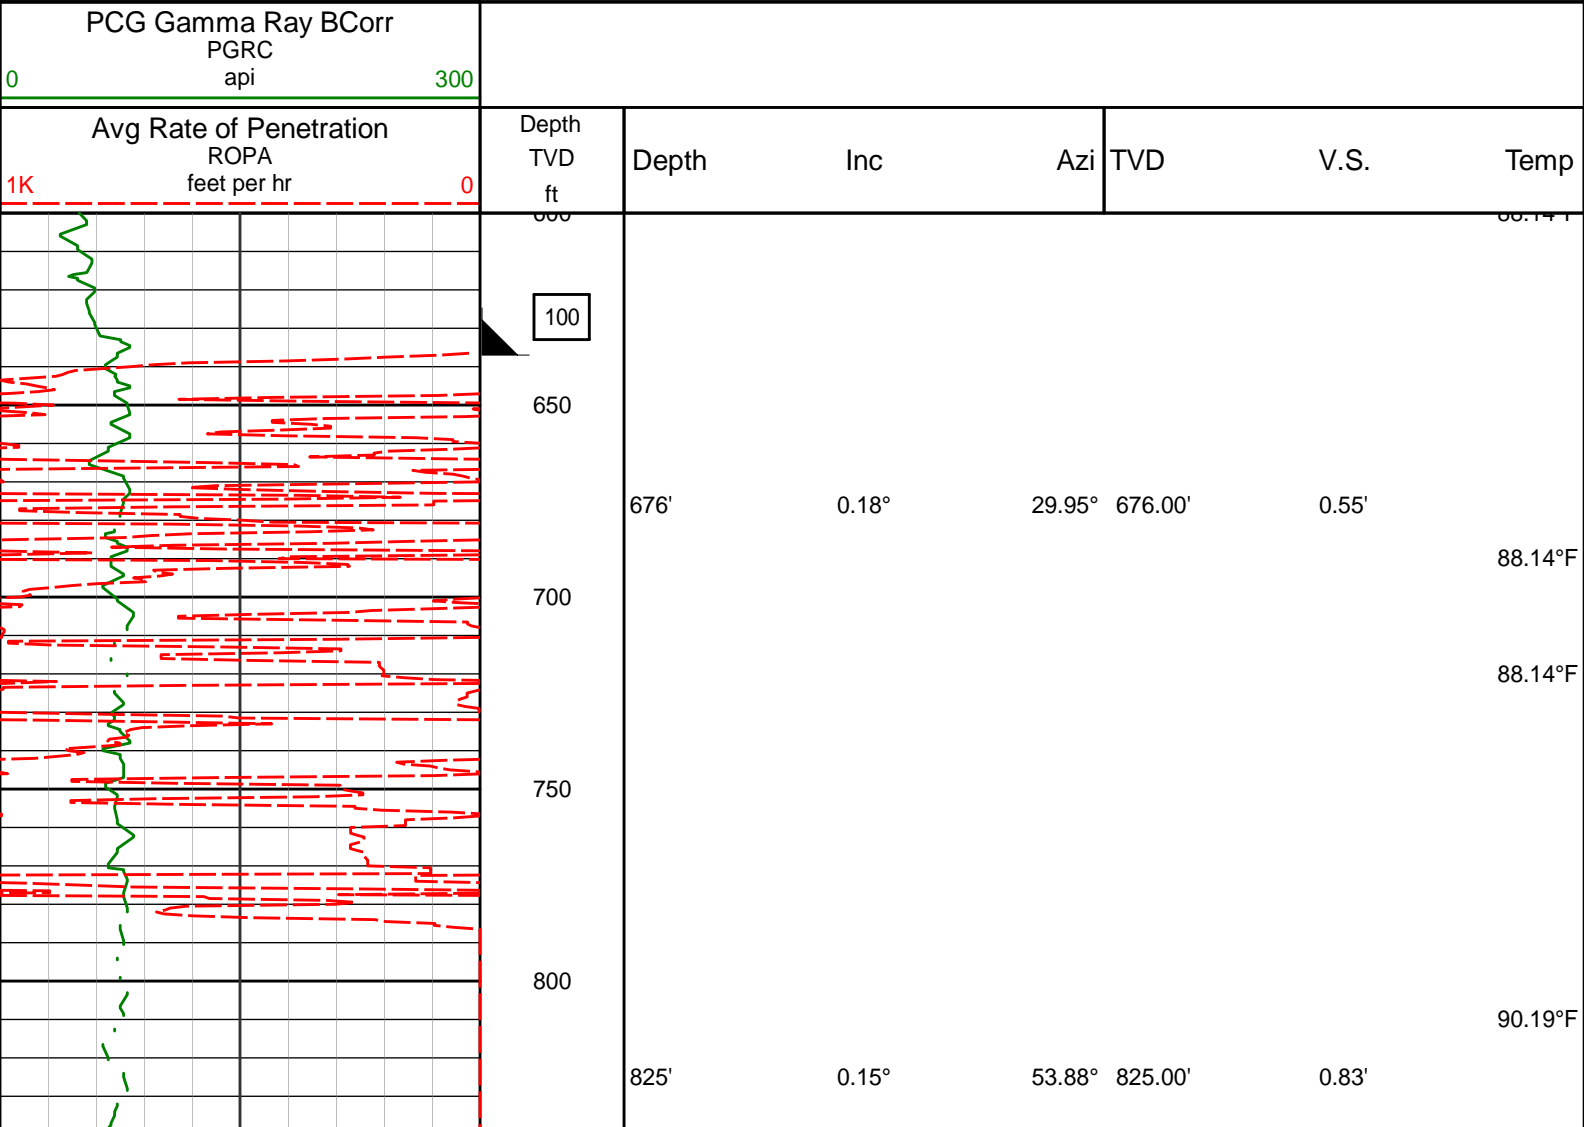 PCG Gamma Ray BCorr
PGRC
api
0 300
Avg Rate of Penetration
ROPA
feet per hr
1K 0
Depth
TVD
ft
Depth Inc Azi TVD V.S. Temp
100
650
676' 0.18° 29.95° 676.00' 0.55'
88.14°F
700
88.14°F
750
800
90.19°F
825' 0.15° 53.88° 825.00' 0.83'